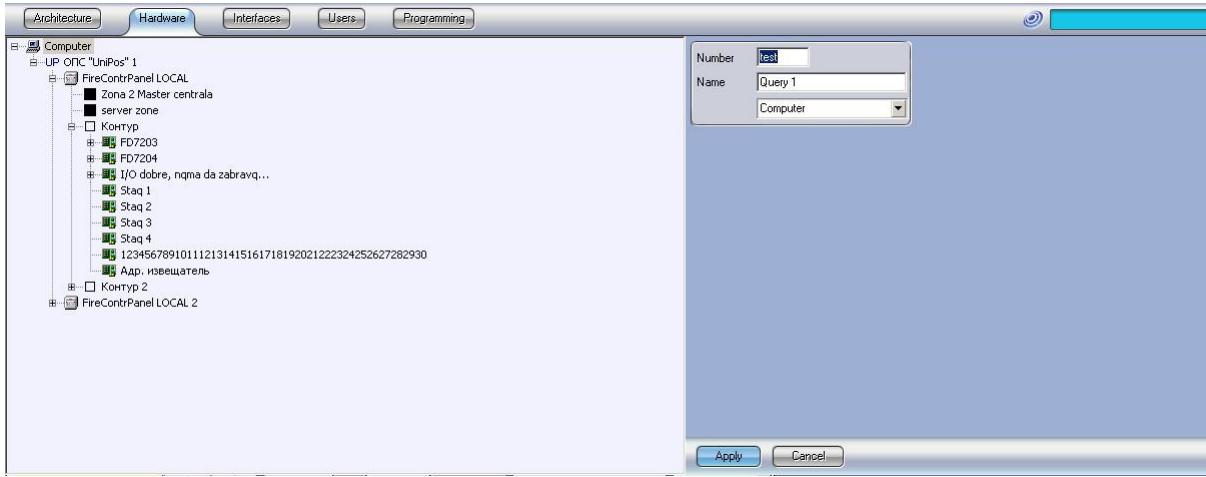 Architecture Hardware Interfaces Users Programming
Computer
UP ОПС "UniPos" 1
FireContrPanel LOCAL
Zona 2 Master centrala
server zone
Контур
FD7203
FD7204
I/O dobre, nqma da zabravq...
Staq 1
Staq 2
Staq 3
Staq 4
123456789101112131415161718192021222324252627282930
Адр. извещатель
Контур 2
FireContrPanel LOCAL 2
Number test
Name Query 1
Computer
Apply Cancel